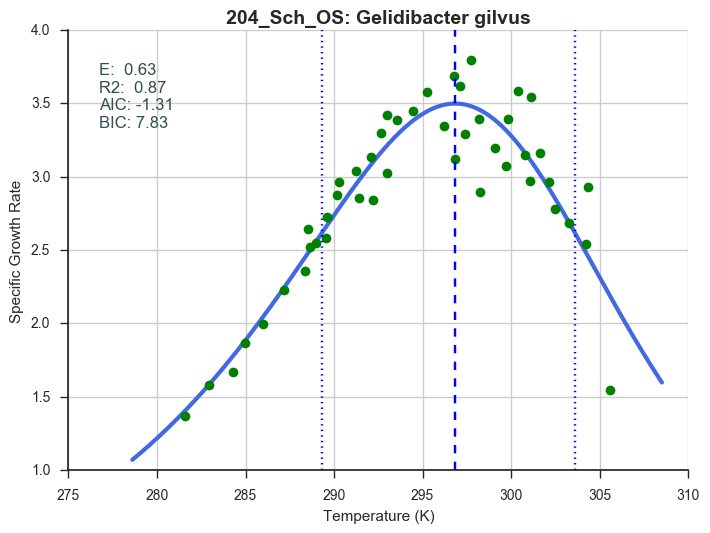 204_Sch_OS: Gelidibacter gilvus
E:  0.63
R2:  0.87
AIC: -1.31
BIC: 7.83
Specific Growth Rate
4.0
3.5
3.0
2.5
2.0
1.5
1.0
275 280 285 290 295 300 305 310
Temperature (K)